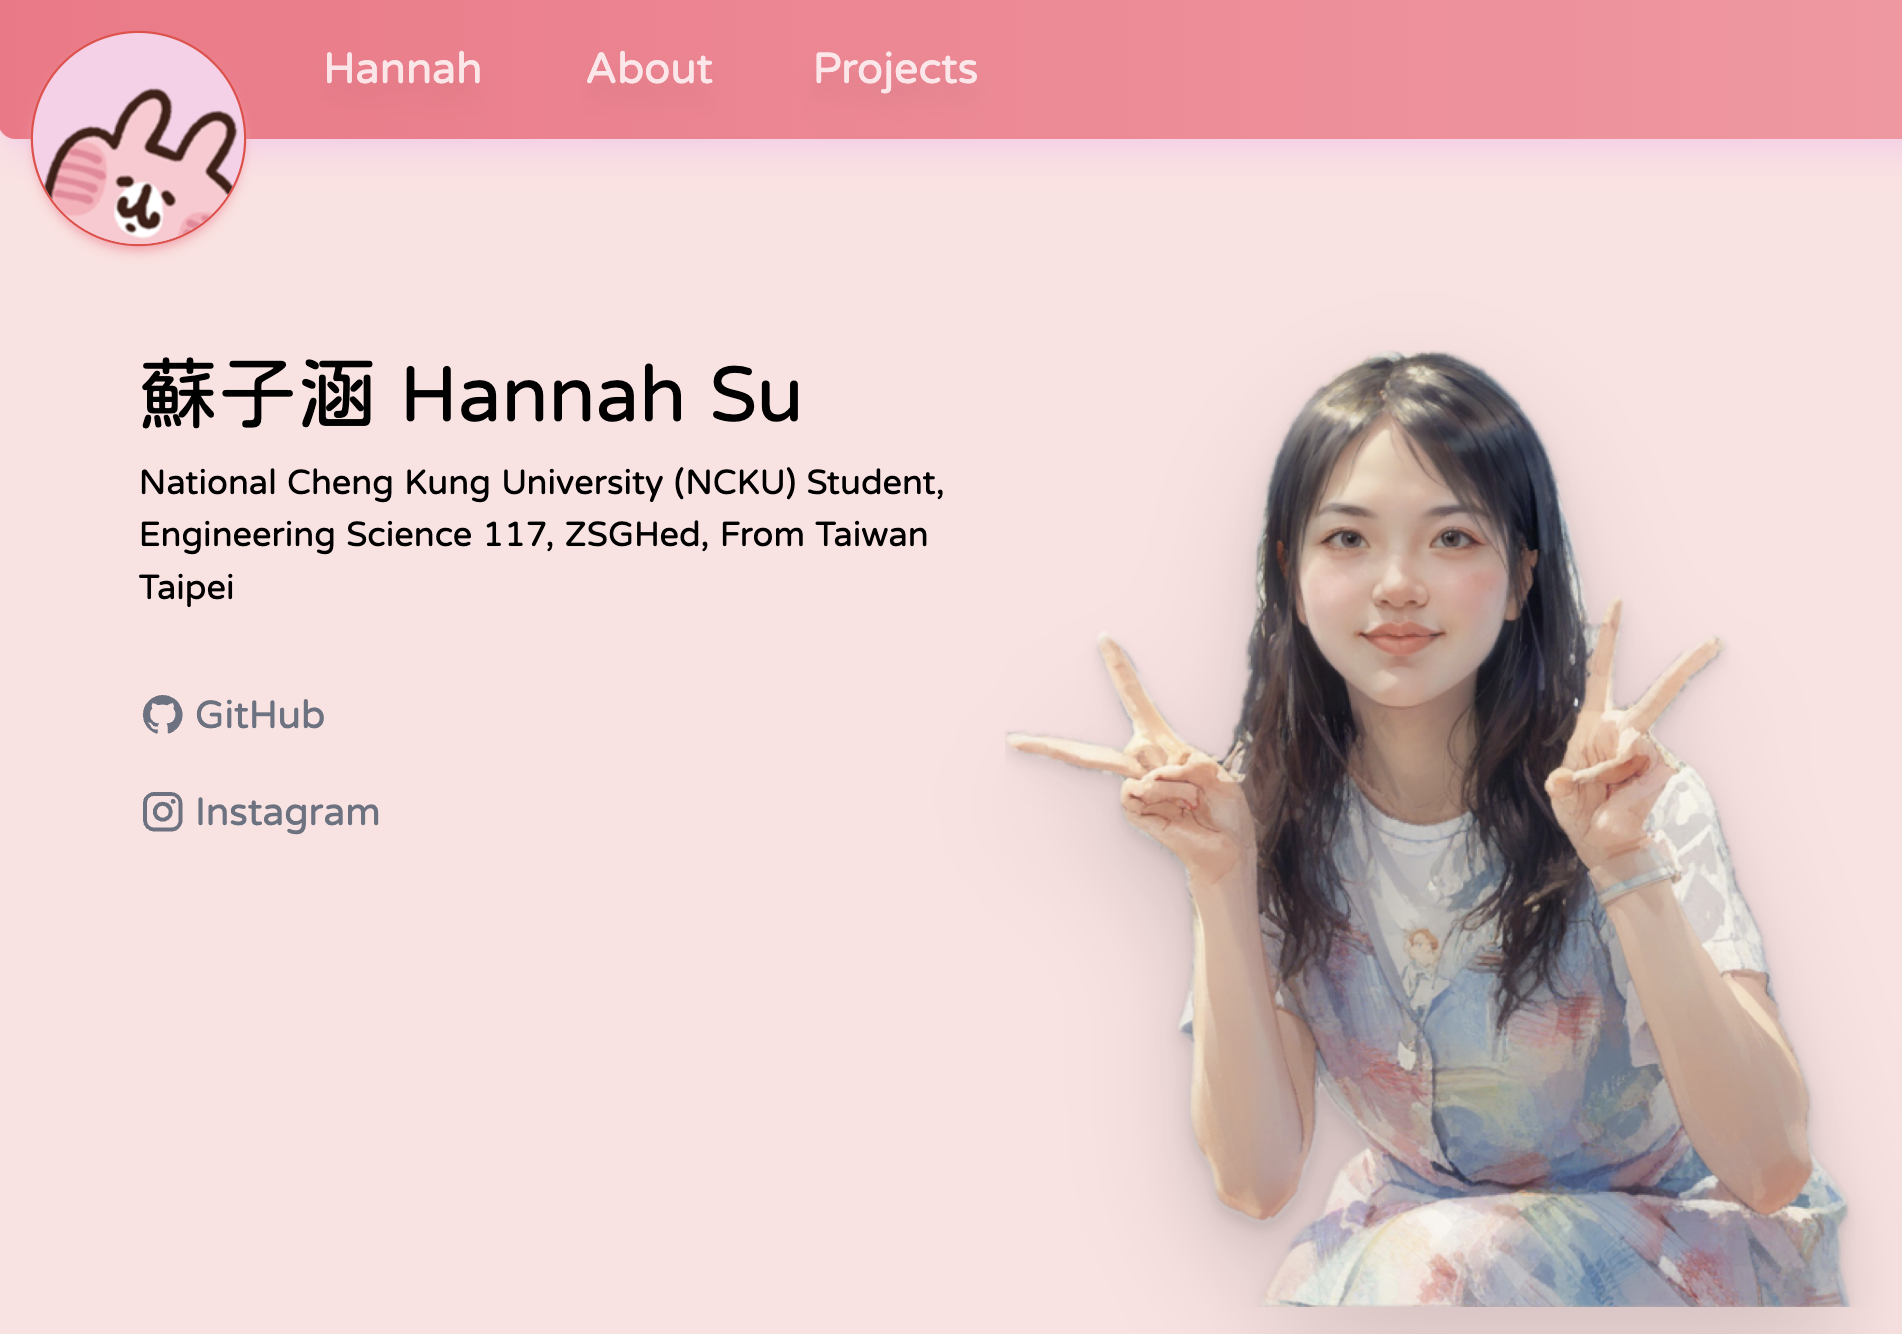 Hannah About Projects
蘇子涵 Hannah Su
National Cheng Kung University (NCKU) Student,
Engineering Science 117, ZSGHed, From Taiwan
Taipei
GitHub
Instagram